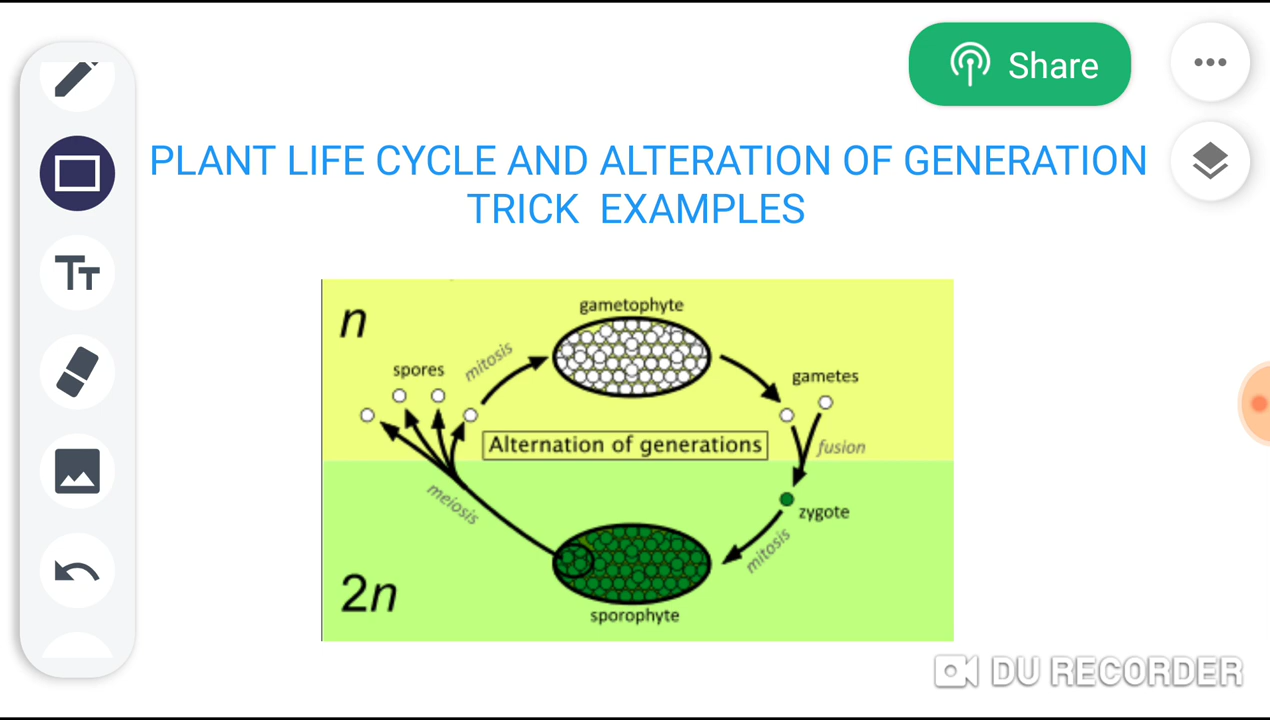 Share
PLANT LIFE CYCLE AND ALTERATION OF GENERATION
TRICK EXAMPLES
n
gametophyte
spores
mitosis
gametes
Alternation of generations
fusion
meiosis
zygote
mitosis
2n
sporophyte
TT
DU RECORDER